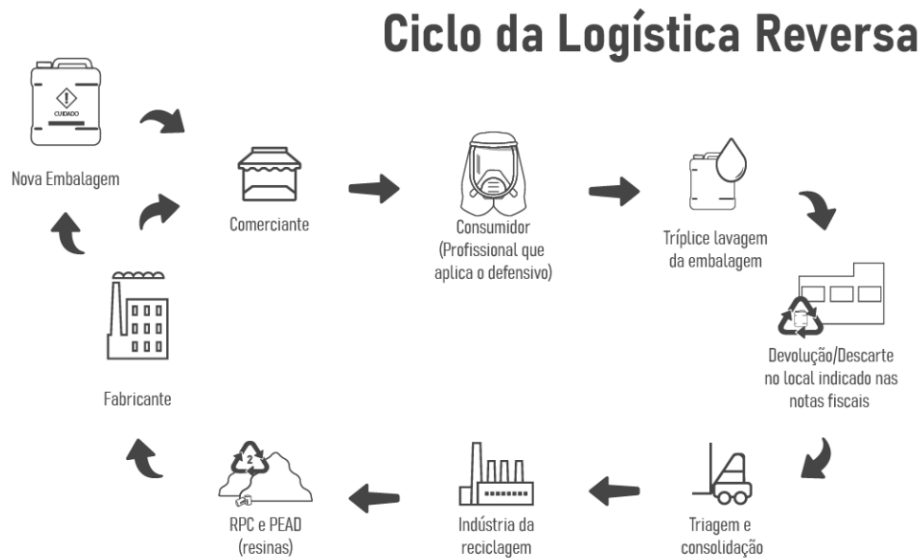 Ciclo da Logística Reversa
CUIDADO
Nova Embalagem
Comerciante
Consumidor
(Profissional que
aplica o defensivo)
Tríplice lavagem
da embalagem
Devolução/Descarte
no local indicado nas
notas fiscais
Triagem e
consolidação
Indústria da
reciclagem
2
RPC e PEAD
(resinas)
Fabricante